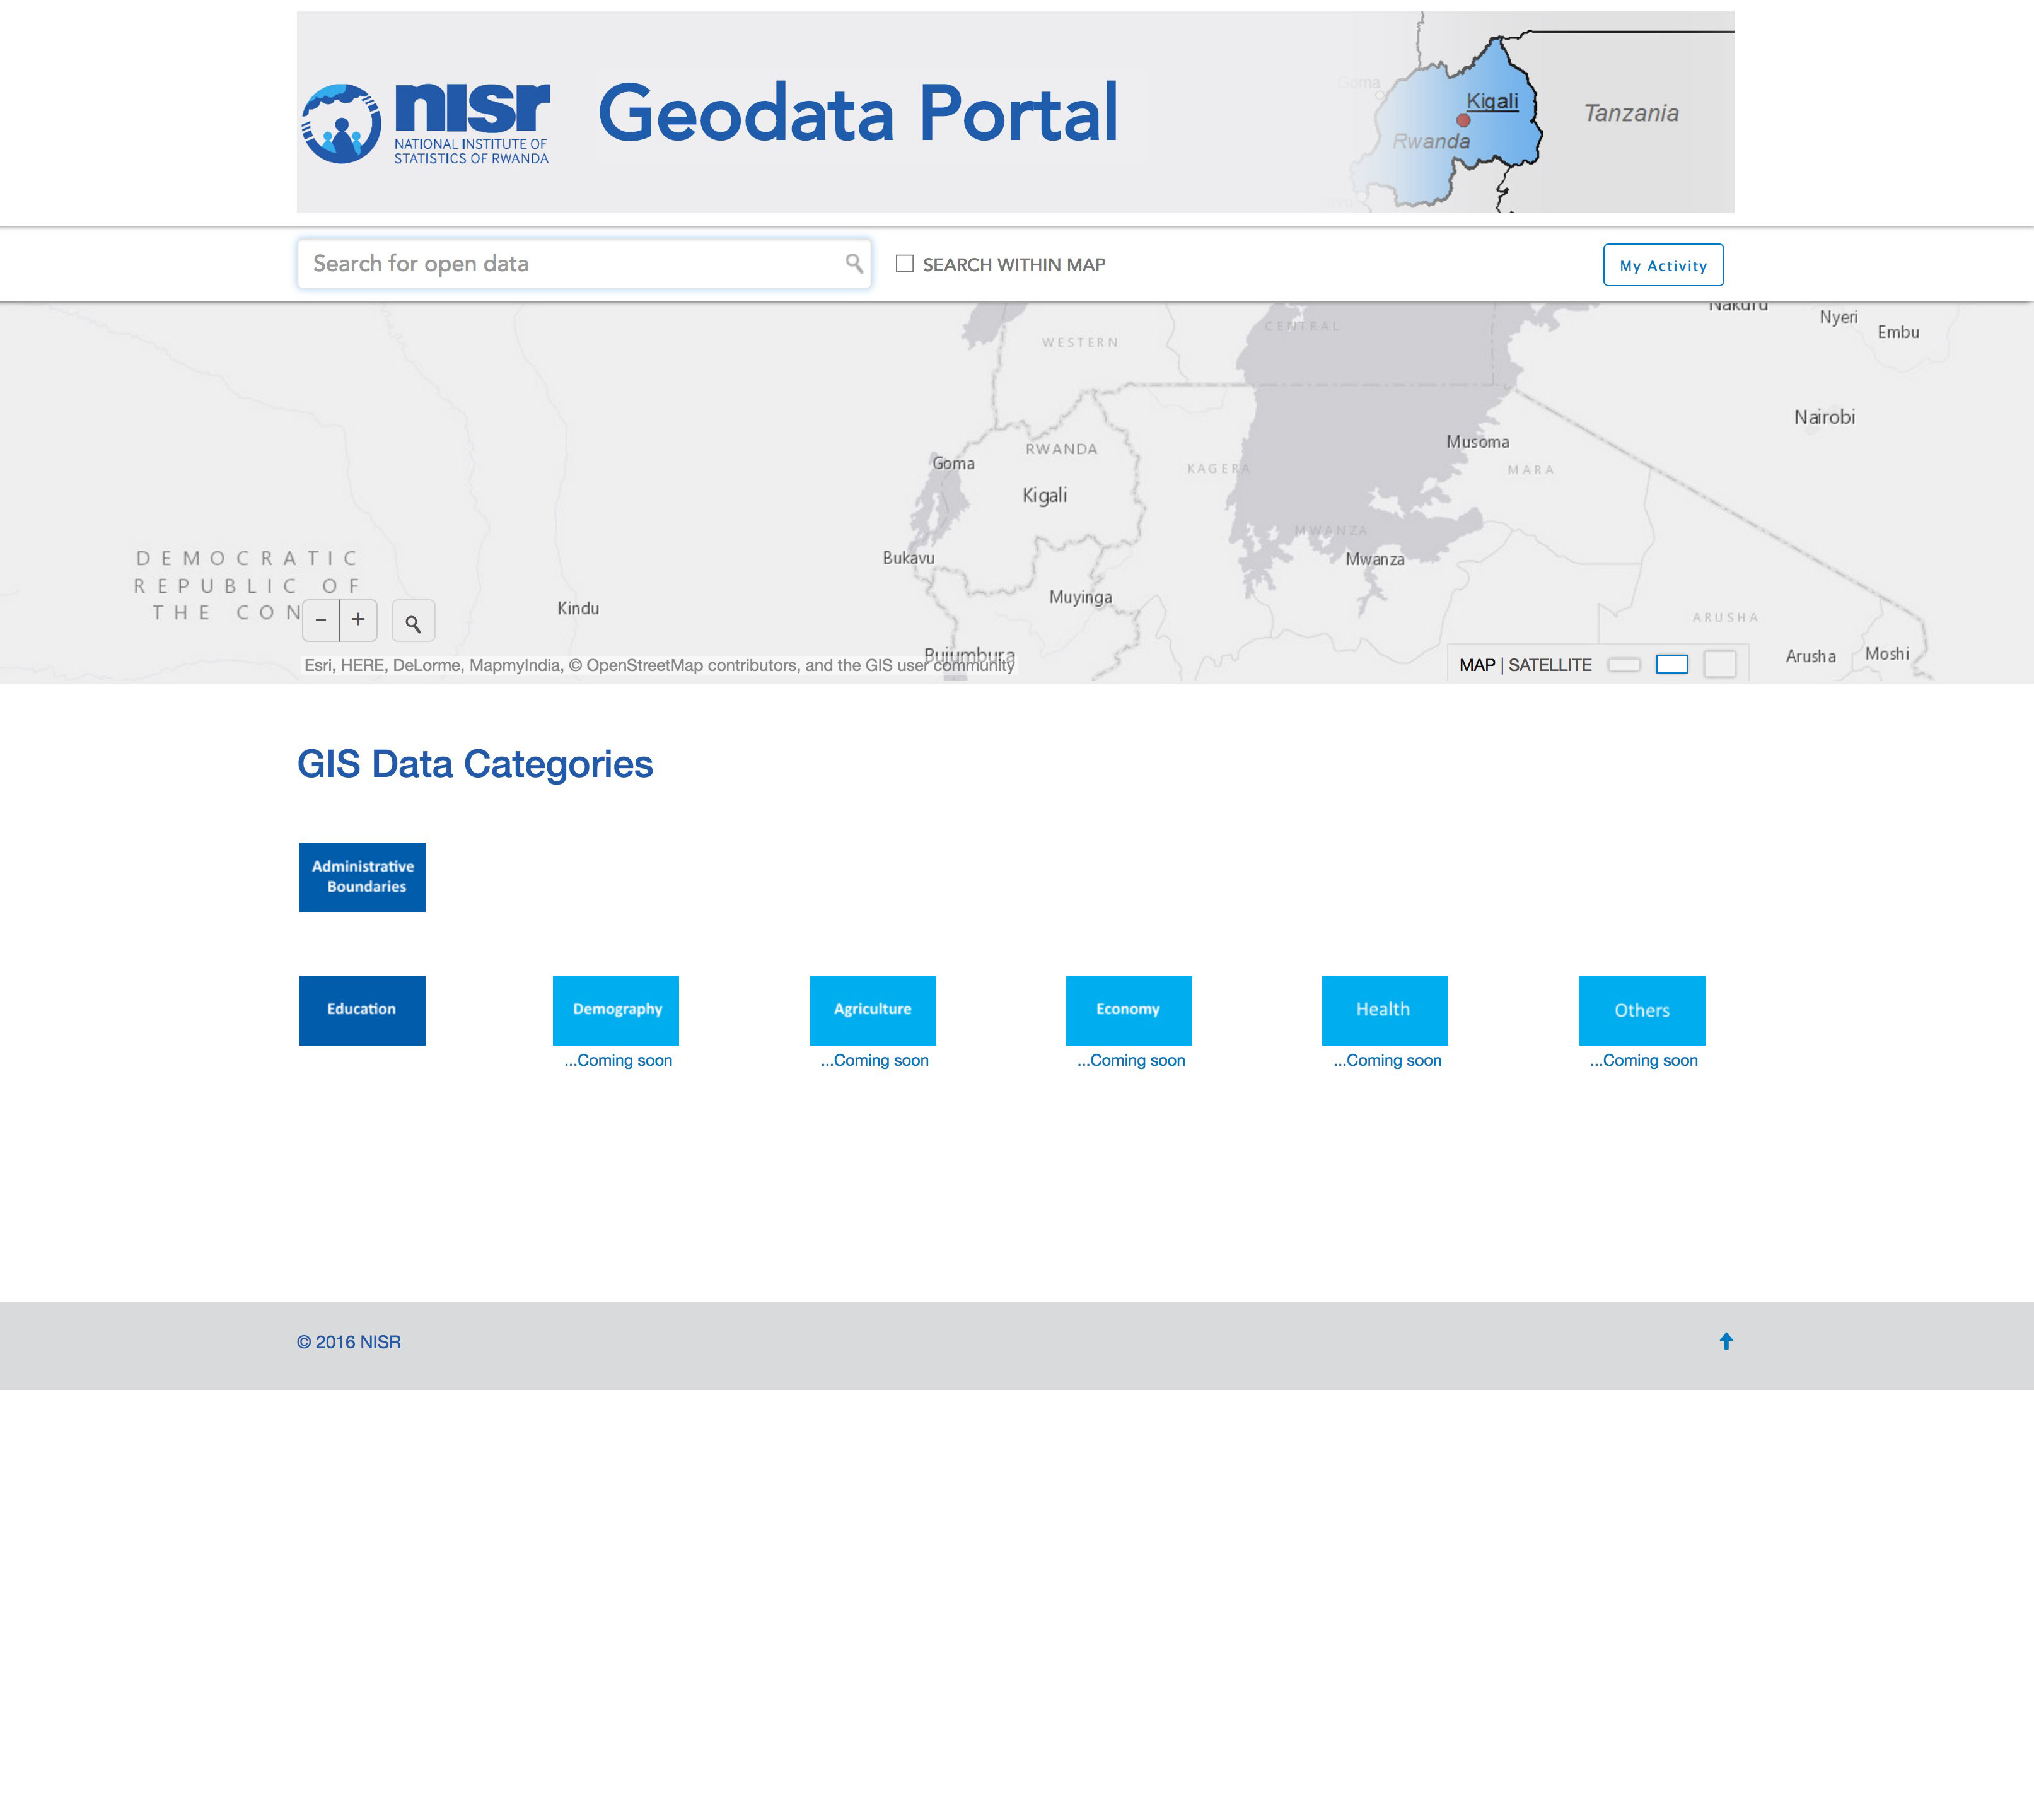 nisr
NATIONAL INSTITUTE OF
STATISTICS OF RWANDA
Geodata Portal
Goma
Kigali
Rwanda
Tanzania
Search for open data
SEARCH WITHIN MAP
My Activity
Nakuru
Nyeri
Embu
CENTRAL
WESTERN
Nairobi
Musoma
RWANDA
Goma
KAGERA
MARA
Kigali
MWANZA
DEMOCRATIC
REPUBLIC OF
THE CON
Bukavu
Mwanza
Muyinga
Kindu
ARUSHA
− +
Bujumbura
Esri, HERE, DeLorme, MapmyIndia, © OpenStreetMap contributors, and the GIS user community
MAP | SATELLITE
Arusha
Moshi
GIS Data Categories
Administrative
Boundaries
Education
Demography
Agriculture
Economy
Health
Others
...Coming soon
...Coming soon
...Coming soon
...Coming soon
...Coming soon
© 2016 NISR